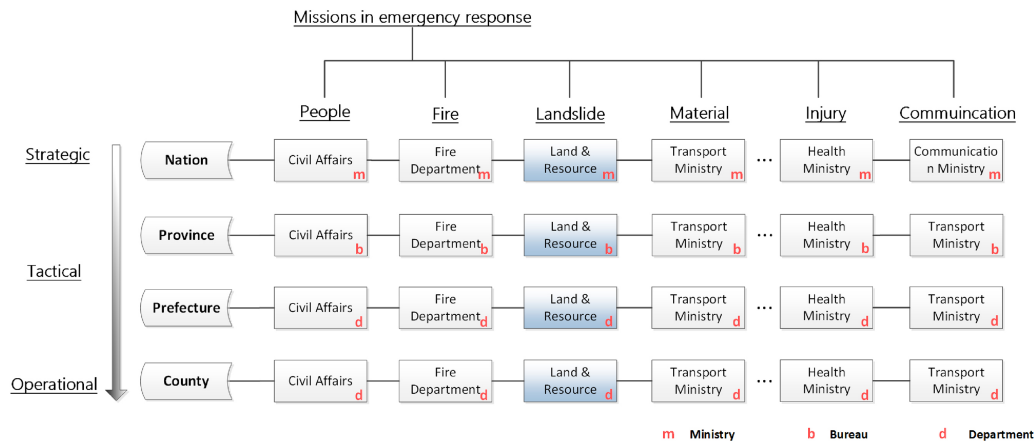 Missions in emergency response
People Fire Landslide Material Injury Commuincation
Strategic
Nation
Civil Affairs
m
Fire
Department m
Land &
Resource m
Transport
Ministry m
...
Health
Ministry m
Communicatio
n Ministry m
Province
Civil Affairs
b
Fire
Department b
Land &
Resource b
Transport
Ministry b
...
Health
Ministry b
Transport
Ministry b
Tactical
Prefecture
Civil Affairs
d
Fire
Department d
Land &
Resource d
Transport
Ministry d
...
Health
Ministry d
Transport
Ministry d
Operational
County
Civil Affairs
d
Fire
Department d
Land &
Resource d
Transport
Ministry d
...
Health
Ministry d
Transport
Ministry d
m Ministry b Bureau d Department